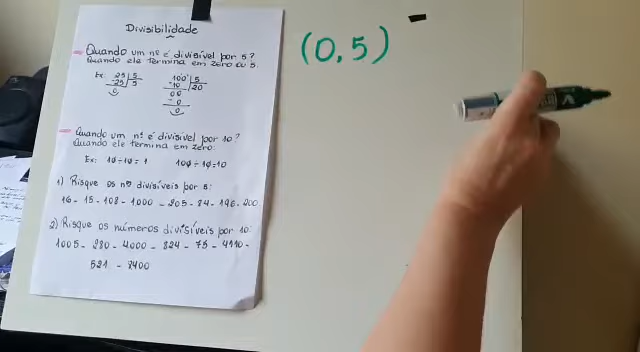 Divisibilidade
Quando um nº é divisível por 5?
Quando ele termina em zero ou 5.
Ex: 25 5 100 5
-25 5 -10 20
0 00
-0
0
Quando um nº é divisível por 10?
Quando ele termina em zero.
Ex: 10÷10=1 100÷10=10
1) Risque os nºs divisíveis por 5:
16 - 15 - 108 - 1000 - 205 - 84 - 196 - 200
2) Risque os números divisíveis por 10:
1005 - 230 - 4000 - 824 - 75 - 4110 -
521 - 8400
(0, 5)